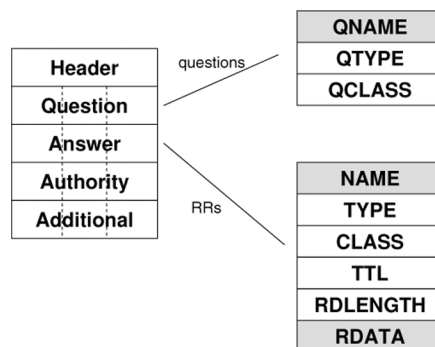 Header
Question
Answer
Authority
Additional
questions
QNAME
QTYPE
QCLASS
RRs
NAME
TYPE
CLASS
TTL
RDLENGTH
RDATA